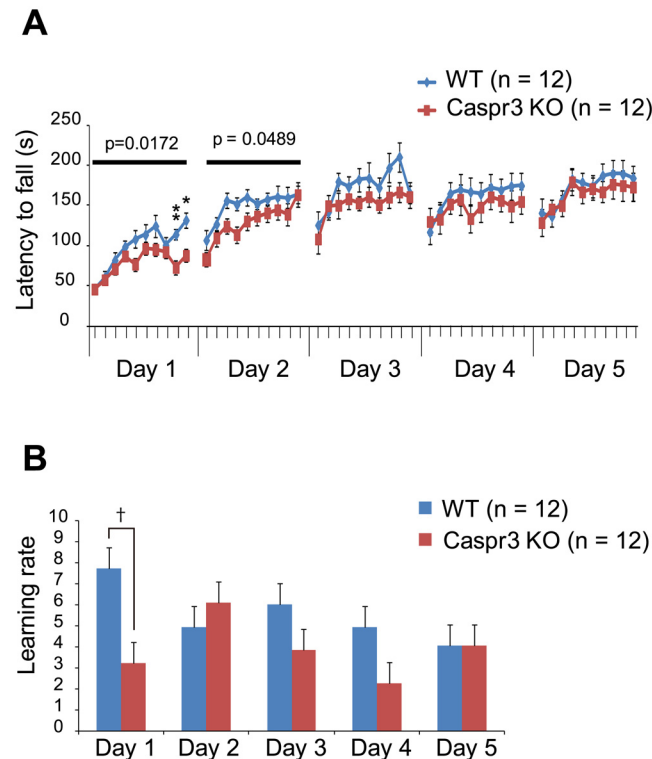 A
WT (n = 12)
Caspr3 KO (n = 12)
Latency to fall (s)
250
200
150
100
50
0
p=0.0172
p = 0.0489
**
*
Day 1
Day 2
Day 3
Day 4
Day 5
B
WT (n = 12)
Caspr3 KO (n = 12)
Learning rate
10
9
8
7
6
5
4
3
2
1
0
†
Day 1
Day 2
Day 3
Day 4
Day 5